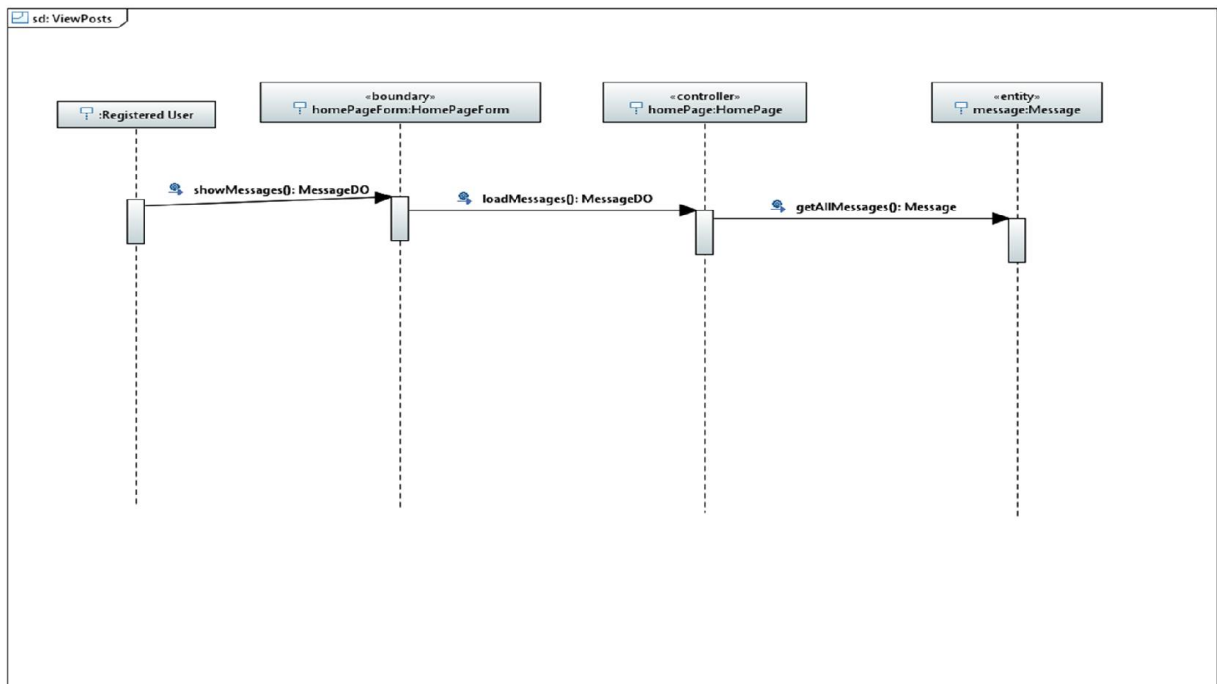 sd: ViewPosts
:Registered User
«boundary»
homePageForm:HomePageForm
«controller»
homePage:HomePage
«entity»
message:Message
showMessages(): MessageDO
loadMessages(): MessageDO
getAllMessages(): Message